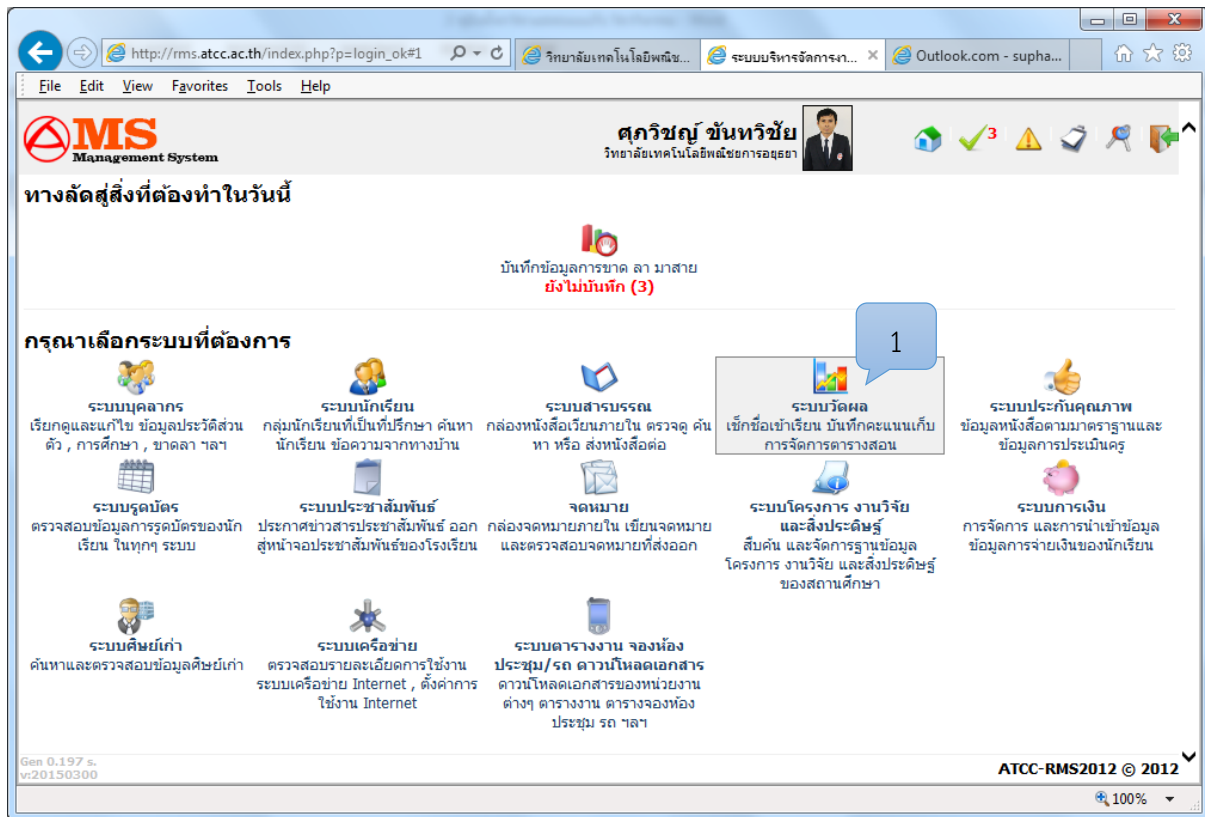 http://rms.atcc.ac.th/index.php?p=login_ok#1
วิทยาลัยเทคโนโลยีพณิช...
ระบบบริหารจัดการงา...
Outlook.com - supha...
File Edit View Favorites Tools Help
MS
Management System
ศุภวิชญ์ ขันทวิชัย
วิทยาลัยเทคโนโลยีพณิชยการอยุธยา
3
ทางลัดสู่สิ่งที่ต้องทำในวันนี้
บันทึกข้อมูลการขาด ลา มาสาย
ยังไม่บันทึก (3)
กรุณาเลือกระบบที่ต้องการ
1
ระบบบุคลากร
เรียกดูและแก้ไข ข้อมูลประวัติส่วน
ตัว , การศึกษา , ขาดลา ฯลฯ
ระบบนักเรียน
กลุ่มนักเรียนที่เป็นที่ปรึกษา ค้นหา
นักเรียน ข้อความจากทางบ้าน
ระบบสารบรรณ
กล่องหนังสือเวียนภายใน ตรวจดู ค้น
หา หรือ ส่งหนังสือต่อ
ระบบวัดผล
เช็กชื่อเข้าเรียน บันทึกคะแนนเก็บ
การจัดการตารางสอน
ระบบประกันคุณภาพ
ข้อมูลหนังสือตามมาตราฐานและ
ข้อมูลการประเมินครู
ระบบรูดบัตร
ตรวจสอบข้อมูลการรูดบัตรของนัก
เรียน ในทุกๆ ระบบ
ระบบประชาสัมพันธ์
ประกาศข่าวสารประชาสัมพันธ์ ออก
สู่หน้าจอประชาสัมพันธ์ของโรงเรียน
จดหมาย
กล่องจดหมายภายใน เขียนจดหมาย
และตรวจสอบจดหมายที่ส่งออก
ระบบโครงการ งานวิจัย
และสิ่งประดิษฐ์
สืบค้น และจัดการฐานข้อมูล
โครงการ งานวิจัย และสิ่งประดิษฐ์
ของสถานศึกษา
ระบบการเงิน
การจัดการ และการนำเข้าข้อมูล
ข้อมูลการจ่ายเงินของนักเรียน
ระบบศิษย์เก่า
ค้นหาและตรวจสอบข้อมูลศิษย์เก่า
ระบบเครือข่าย
ตรวจสอบรายละเอียดการใช้งาน
ระบบเครือข่าย Internet , ตั้งค่าการ
ใช้งาน Internet
ระบบตารางงาน จองห้อง
ประชุม/รถ ดาวน์โหลดเอกสาร
ดาวน์โหลดเอกสารของหน่วยงาน
ต่างๆ ตารางงาน ตารางจองห้อง
ประชุม รถ ฯลฯ
Gen 0.197 s.
v:20150300
ATCC-RMS2012 © 2012
100%